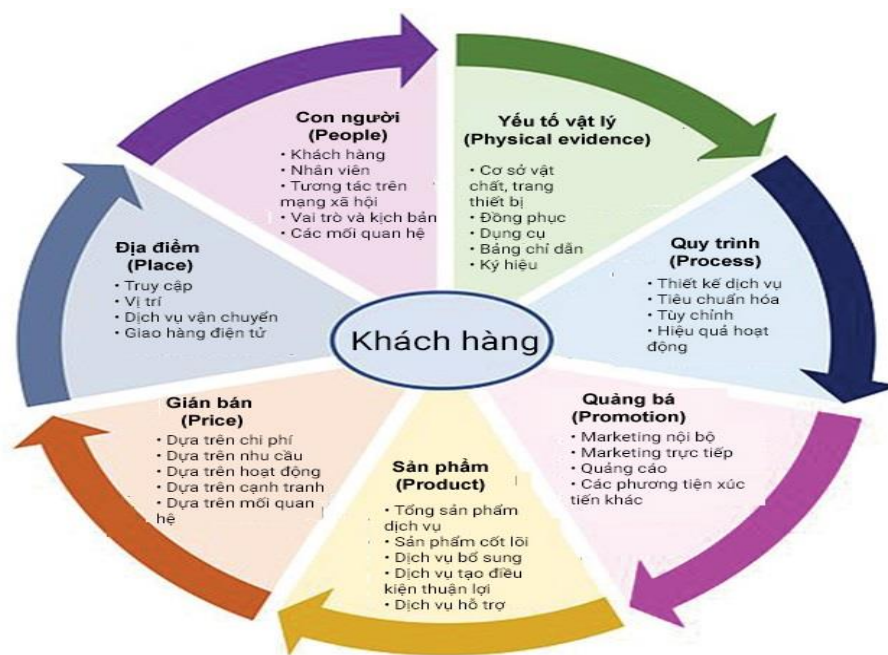 Con người
(People)
• Khách hàng
• Nhân viên
• Tương tác trên
mạng xã hội
• Vai trò và kịch bản
• Các mối quan hệ
Yếu tố vật lý
(Physical evidence)
• Cơ sở vật
chất, trang
thiết bị
• Đồng phục
• Dụng cụ
• Bảng chỉ dẫn
• Ký hiệu
Địa điểm
(Place)
• Truy cập
• Vị trí
• Dịch vụ vận chuyển
• Giao hàng điện tử
Quy trình
(Process)
• Thiết kế dịch vụ
• Tiêu chuẩn hóa
• Tùy chỉnh
• Hiệu quả hoạt
động
Khách hàng
Gián bán
(Price)
• Dựa trên chi phí
• Dựa trên nhu cầu
• Dựa trên hoạt động
• Dựa trên cạnh tranh
• Dựa trên mối quan
hệ
Sản phẩm
(Product)
• Tổng sản phẩm
dịch vụ
• Sản phẩm cốt lõi
• Dịch vụ bổ sung
• Dịch vụ tạo điều
kiện thuận lợi
• Dịch vụ hỗ trợ
Quảng bá
(Promotion)
• Marketing nội bộ
• Marketing trực tiếp
• Quảng cáo
• Các phương tiện xúc
tiến khác